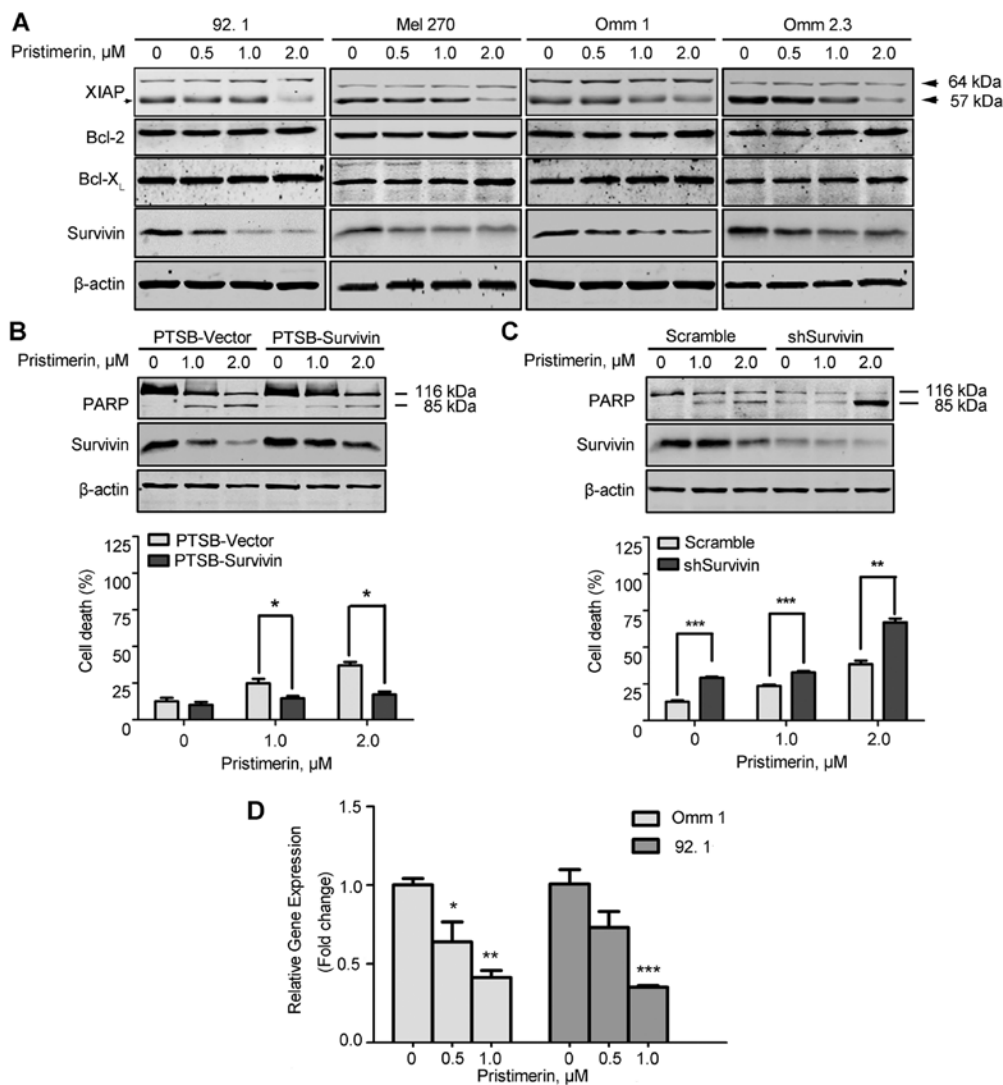 A
92. 1 Mel 270 Omm 1 Omm 2.3
Pristimerin, µM 0 0.5 1.0 2.0 0 0.5 1.0 2.0 0 0.5 1.0 2.0 0 0.5 1.0 2.0
XIAP
64 kDa
57 kDa
Bcl-2
Bcl-XL
Survivin
β-actin
B
PTSB-Vector PTSB-Survivin
Pristimerin, µM 0 1.0 2.0 0 1.0 2.0
PARP
116 kDa
85 kDa
Survivin
β-actin
PTSB-Vector
PTSB-Survivin
Cell death (%)
125
100
75
50
25
0
* *
0 1.0 2.0
Pristimerin, µM
C
Scramble shSurvivin
Pristimerin, µM 0 1.0 2.0 0 1.0 2.0
PARP
116 kDa
85 kDa
Survivin
β-actin
Scramble
shSurvivin
Cell death (%)
125
100
75
50
25
0
*** *** **
0 1.0 2.0
Pristimerin, µM
D
Omm 1
92. 1
Relative Gene Expression
(Fold change)
1.5
1.0
0.5
0.0
* ** ***
0 0.5 1.0 0 0.5 1.0
Pristimerin, µM